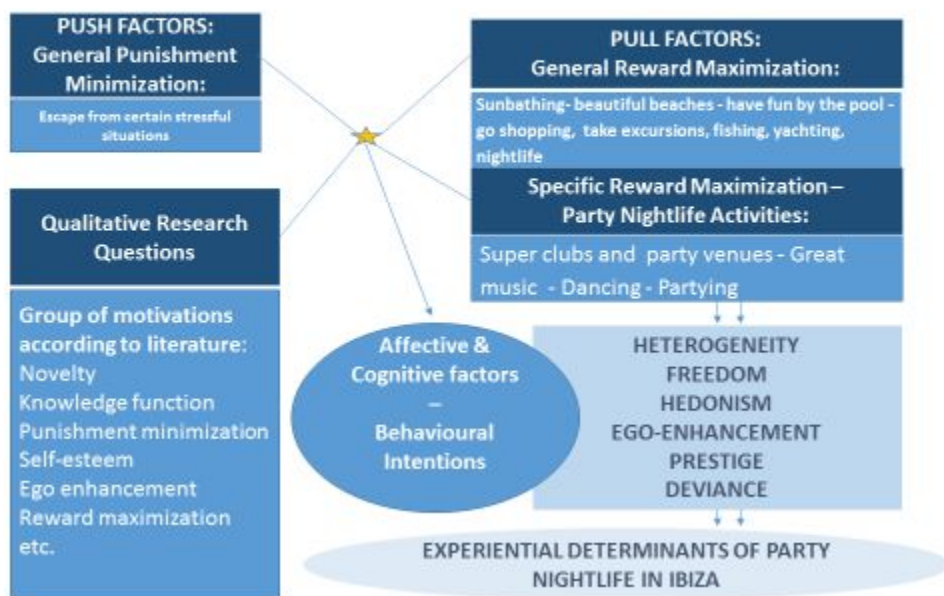 PUSH FACTORS:
General Punishment
Minimization:
Escape from certain stressful
situations
PULL FACTORS:
General Reward Maximization:
Sunbathing- beautiful beaches - have fun by the pool -
go shopping, take excursions, fishing, yachting,
nightlife
Specific Reward Maximization –
Party Nightlife Activities:
Super clubs and party venues - Great
music - Dancing - Partying
Qualitative Research
Questions
Group of motivations
according to literature:
Novelty
Knowledge function
Punishment minimization
Self-esteem
Ego enhancement
Reward maximization
etc.
Affective &
Cognitive factors
–
Behavioural
Intentions
HETEROGENEITY
FREEDOM
HEDONISM
EGO-ENHANCEMENT
PRESTIGE
DEVIANCE
EXPERIENTIAL DETERMINANTS OF PARTY
NIGHTLIFE IN IBIZA